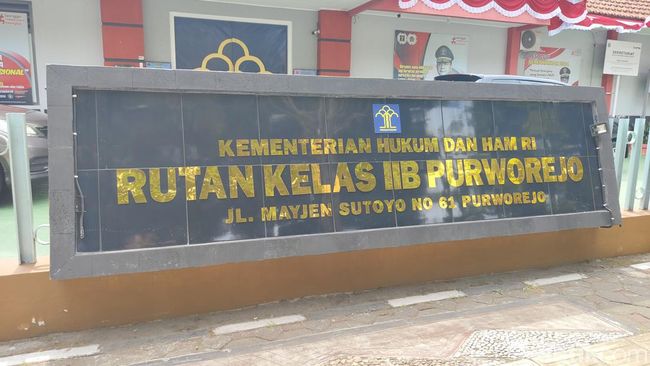 KEMENTERIAN HUKUM DAN HAM RI
RUTAN KELAS IIB PURWOREJO
JL. MAYJEN SUTOYO NO 61 PURWOREJO